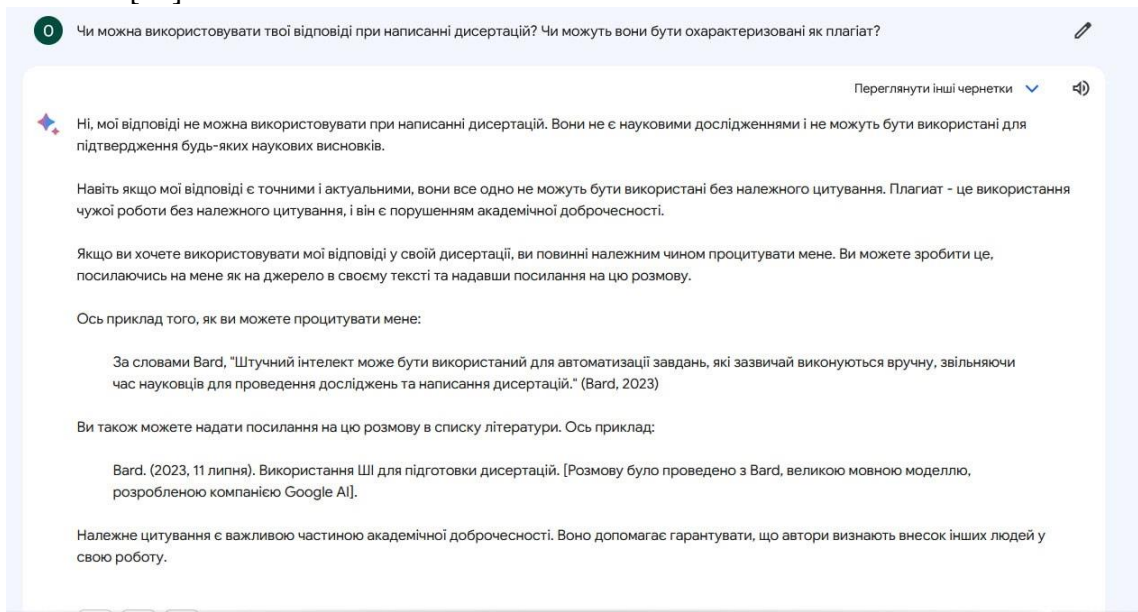 О Чи можна використовувати твої відповіді при написанні дисертацій? Чи можуть вони бути охарактеризовані як плагіат?
Переглянути інші чернетки
Ні, мої відповіді не можна використовувати при написанні дисертацій. Вони не є науковими дослідженнями і не можуть бути використані для
підтвердження будь-яких наукових висновків.
Навіть якщо мої відповіді є точними і актуальними, вони все одно не можуть бути використані без належного цитування. Плагиат - це використання
чужої роботи без належного цитування, і він є порушенням академічної доброчесності.
Якщо ви хочете використовувати мої відповіді у своїй дисертації, ви повинні належним чином процитувати мене. Ви можете зробити це,
посилаючись на мене як на джерело в своєму тексті та надавши посилання на цю розмову.
Ось приклад того, як ви можете процитувати мене:
За словами Bard, "Штучний інтелект може бути використаний для автоматизації завдань, які зазвичай виконуються вручну, звільняючи
час науковців для проведення досліджень та написання дисертацій." (Bard, 2023)
Ви також можете надати посилання на цю розмову в списку літератури. Ось приклад:
Bard. (2023, 11 липня). Використання ШІ для підготовки дисертацій. [Розмову було проведено з Bard, великою мовною моделлю,
розробленою компанією Google AI].
Належне цитування є важливою частиною академічної доброчесності. Воно допомагає гарантувати, що автори визнають внесок інших людей у
свою роботу.